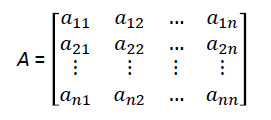 A = [a₁₁ a₁₂ … a₁ₙ
a₂₁ a₂₂ … a₂ₙ
⋮ ⋮ ⋮ ⋮
aₙ₁ aₙ₂ … aₙₙ]